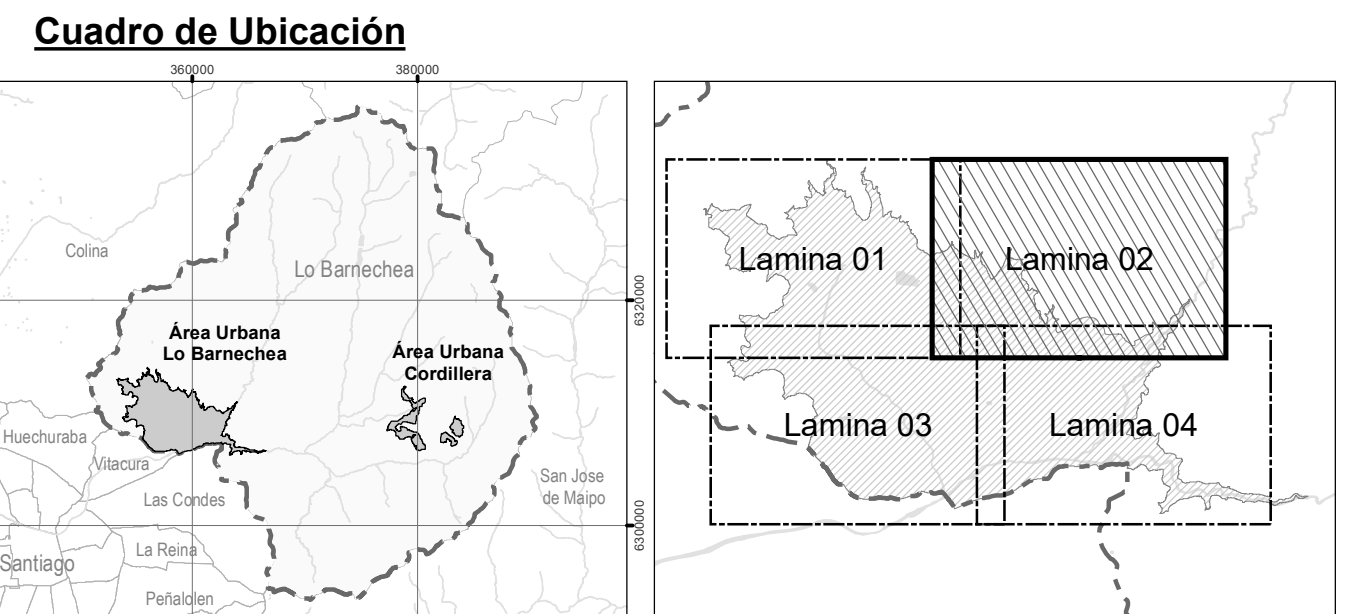 Cuadro de Ubicación
360000
380000
Colina
Lo Barnechea
6320000
Área Urbana
Lo Barnechea
Área Urbana
Cordillera
Huechuraba
Vitacura
Las Condes
San Jose
de Maipo
6300000
La Reina
Santiago
Peñalolen
Lamina 01
Lamina 02
Lamina 03
Lamina 04